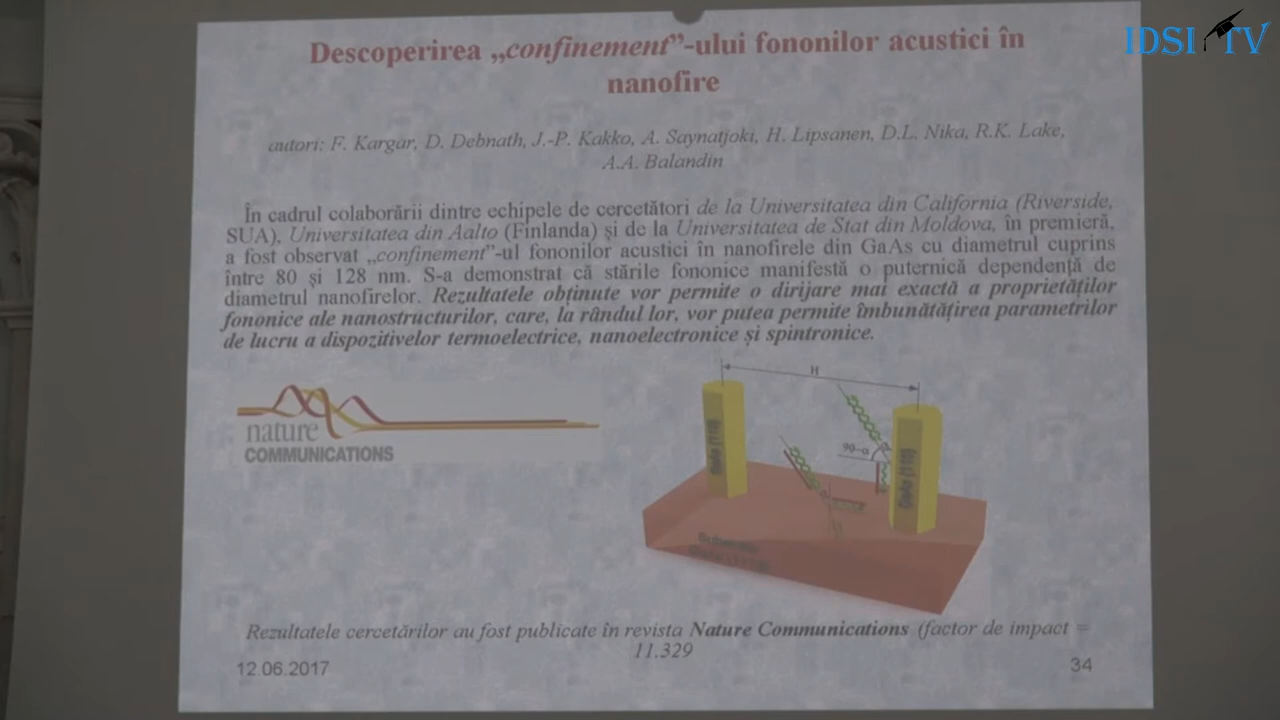 IDSI TV
Descoperirea „confinement”-ului fononilor acustici în
nanofire
autori: F. Kargar, D. Debnath, J.-P. Kakko, A. Saynatjoki, H. Lipsanen, D.L. Nika, R.K. Lake,
A.A. Balandin
În cadrul colaborării dintre echipele de cercetători de la Universitatea din California (Riverside,
SUA), Universitatea din Aalto (Finlanda) și de la Universitatea de Stat din Moldova, în premieră,
a fost observat „confinement”-ul fononilor acustici în nanofirele din GaAs cu diametrul cuprins
între 80 și 128 nm. S-a demonstrat că stările fononice manifestă o puternică dependență de
diametrul nanofirelor. Rezultatele obținute vor permite o dirijare mai exactă a proprietăților
fononice ale nanostructurilor, care, la rândul lor, vor putea permite îmbunătățirea parametrilor
de lucru a dispozitivelor termoelectrice, nanoelectronice și spintronice.
H
90-α
nature
COMMUNICATIONS
Rezultatele cercetărilor au fost publicate în revista Nature Communications (factor de impact =
11.329
12.06.2017
34